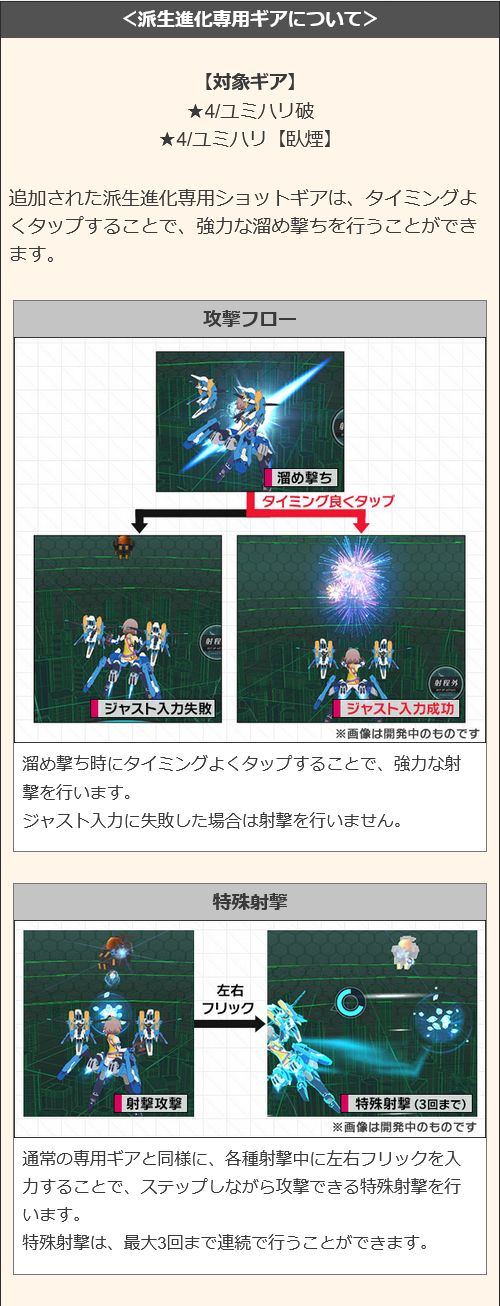 ＜派生進化専用ギアについて＞
【対象ギア】
★4/ユミハリ破
★4/ユミハリ【臥煙】
追加された派生進化専用ショットギアは、タイミングよ
くタップすることで、強力な溜め撃ちを行うことができ
ます。
攻撃フロー
溜め撃ち
タイミング良くタップ
ジャスト入力失敗
射程外
ジャスト入力成功
※画像は開発中のものです
溜め撃ち時にタイミングよくタップすることで、強力な射
撃を行います。
ジャスト入力に失敗した場合は射撃を行いません。
特殊射撃
左右
フリック
射撃攻撃
特殊射撃（3回まで）
※画像は開発中のものです
通常の専用ギアと同様に、各種射撃中に左右フリックを入
力することで、ステップしながら攻撃できる特殊射撃を行
います。
特殊射撃は、最大3回まで連続で行うことができます。